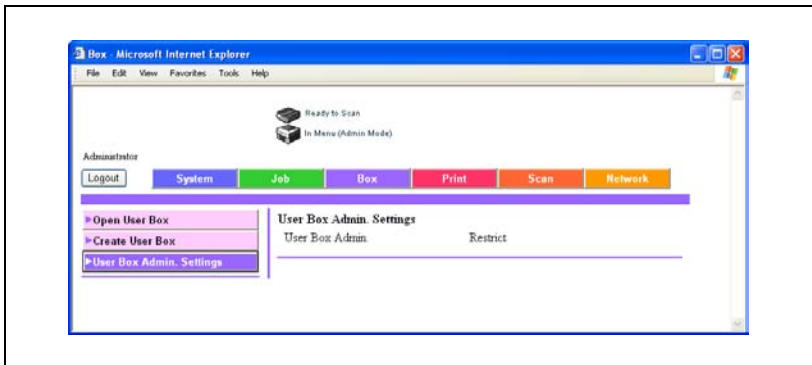 Box - Microsoft Internet Explorer
File Edit View Favorites Tools Help
Ready to Scan
In Menu (Admin Mode)
Administrator
Logout System Job Box Print Scan Network
Open User Box
Create User Box
User Box Admin. Settings
User Box Admin. Settings
User Box Admin. Restrict